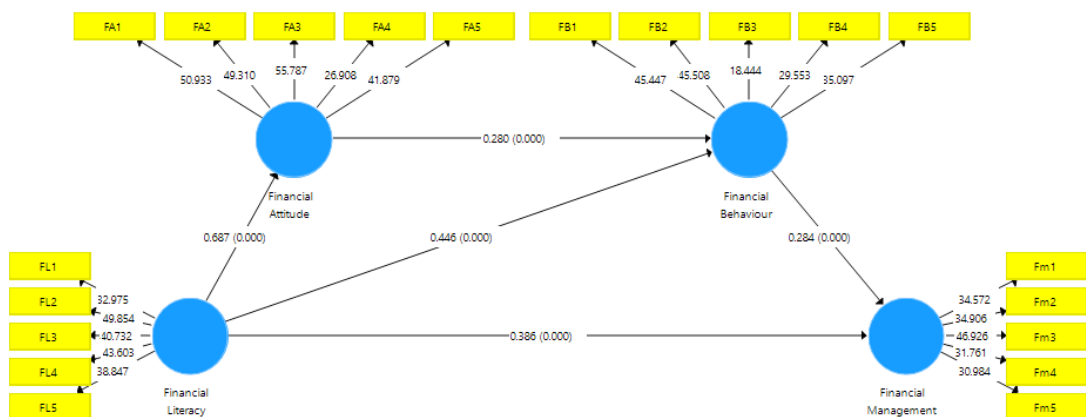 FA1
FA2
FA3
FA4
FA5
FB1
FB2
FB3
FB4
FB5
50.933
49.310
55.787
26.908
41.879
45.447
45.508
18.444
29.553
35.097
0.280 (0.000)
Financial
Attitude
Financial
Behaviour
0.687 (0.000)
0.446 (0.000)
0.284 (0.000)
FL1
FL2
FL3
FL4
FL5
32.975
49.854
40.732
43.603
38.847
0.386 (0.000)
Financial
Literacy
Financial
Management
34.572
34.906
46.926
31.761
30.984
Fm1
Fm2
Fm3
Fm4
Fm5